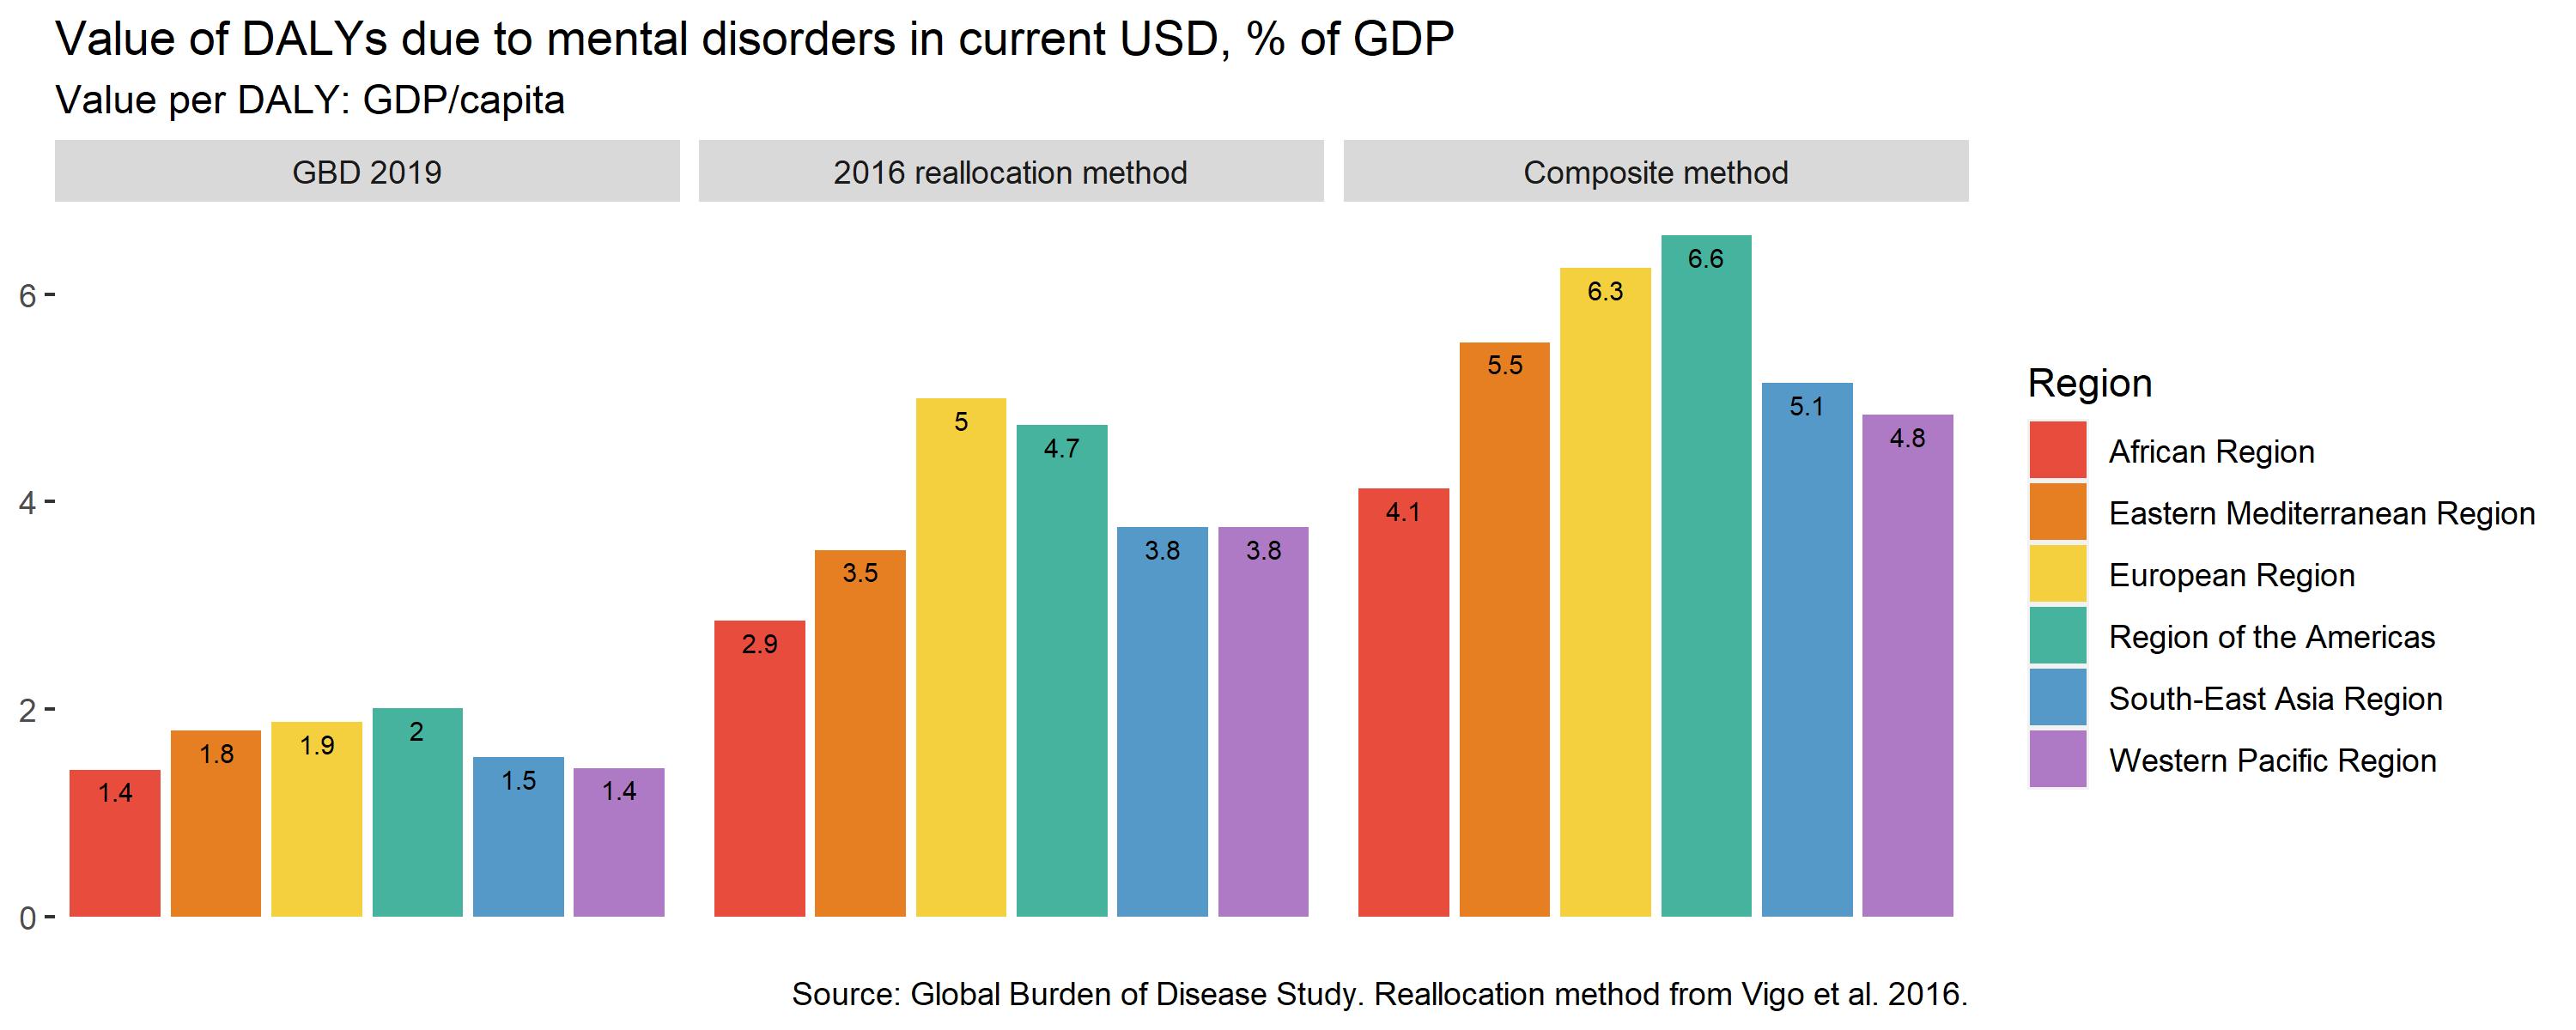 Value of DALYs due to mental disorders in current USD, % of GDP
Value per DALY: GDP/capita
GBD 2019
2016 reallocation method
Composite method
6
4
2
0
1.4
1.8
1.9
2
1.5
1.4
2.9
3.5
5
4.7
3.8
3.8
4.1
5.5
6.3
6.6
5.1
4.8
Region
African Region
Eastern Mediterranean Region
European Region
Region of the Americas
South-East Asia Region
Western Pacific Region
Source: Global Burden of Disease Study. Reallocation method from Vigo et al. 2016.